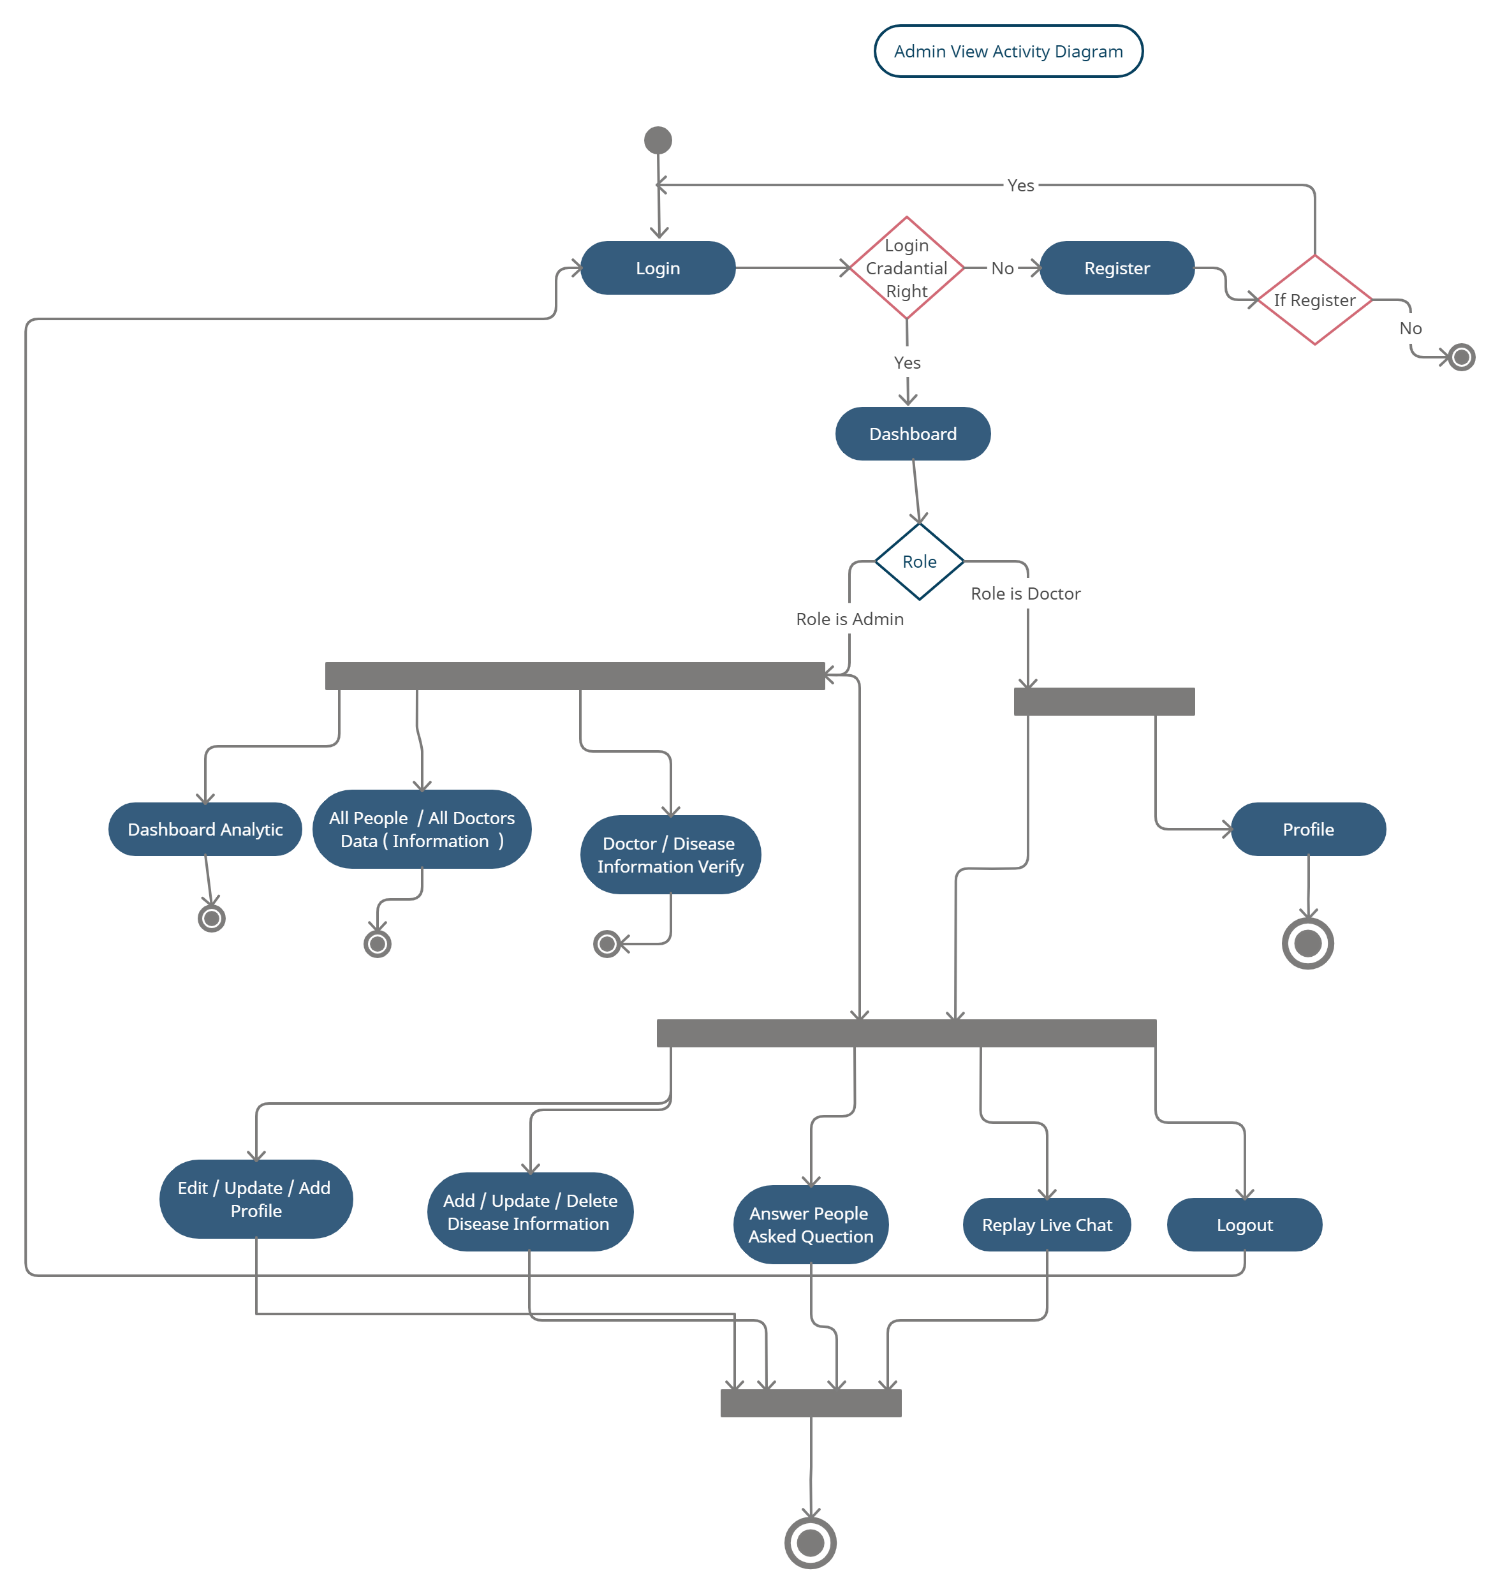 Admin View Activity Diagram
Yes
Login
Login
Cradantial
Right
No
Register
If Register
No
Yes
Dashboard
Role
Role is Doctor
Role is Admin
Dashboard Analytic
All People / All Doctors
Data ( Information )
Doctor / Disease
Information Verify
Profile
Edit / Update / Add
Profile
Add / Update / Delete
Disease Information
Answer People
Asked Quection
Replay Live Chat
Logout